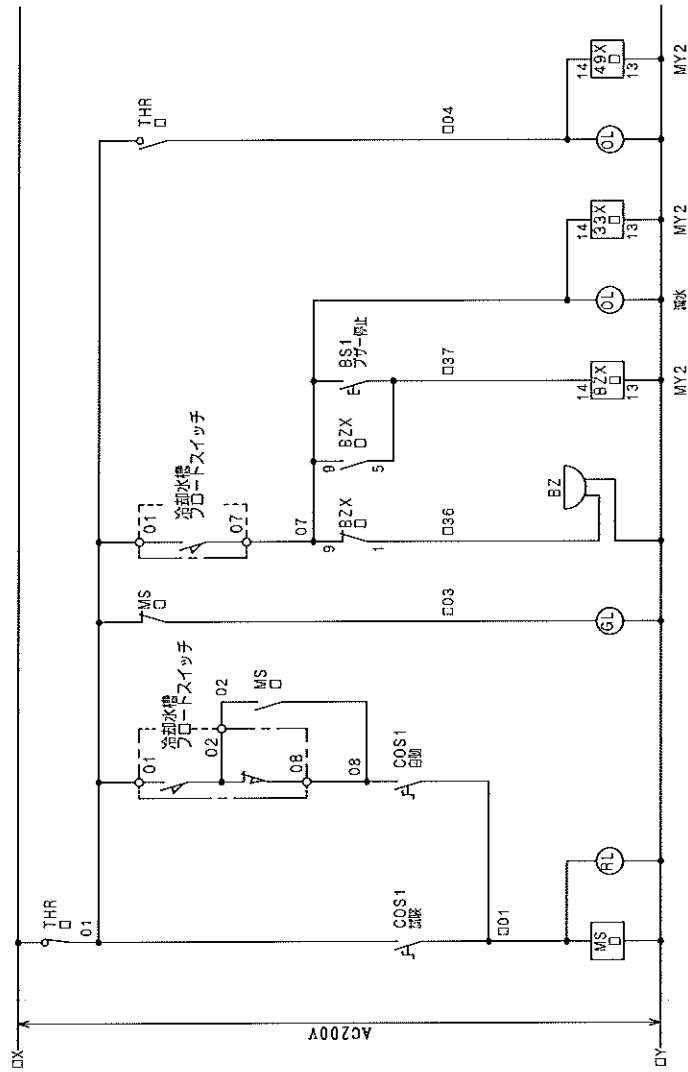 □X
AC200V
□Y
THR
□
01
COS1
試験
□01
MS
□
RL
冷却水槽
フロートスイッチ
01
02
02
08
08
MS
□
COS1
自動
MS
□
□03
GL
冷却水槽
フロートスイッチ
01
07
07
9
BZX
□
1
□36
BZ
9
BZX
□
5
BS1
ブザー停止
□37
14
BZX
□
13
MY2
OL
減水
14
33X
□
13
MY2
THR
□
□04
OL
14
49X
□
13
MY2